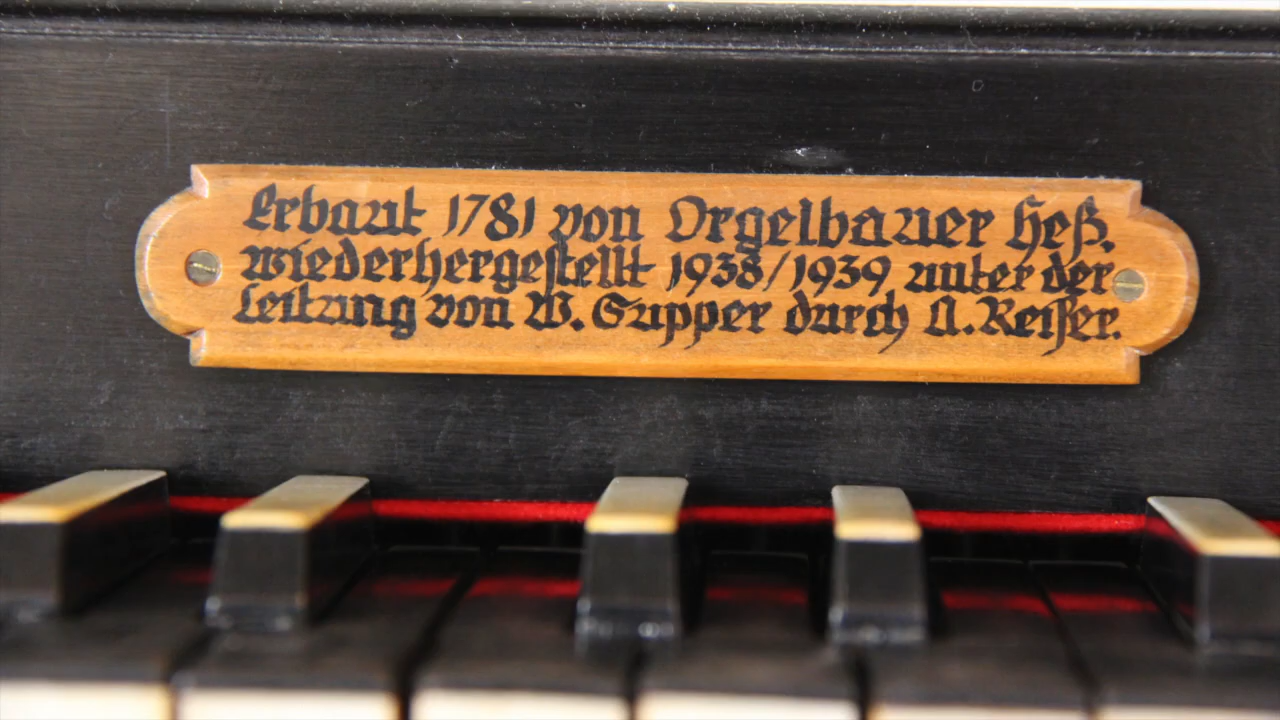 Erbaut 1781 von Orgelbauer Heß,
wiederhergestellt 1938/1939 unter der
Leitung von W. Supper durch A. Reiser.